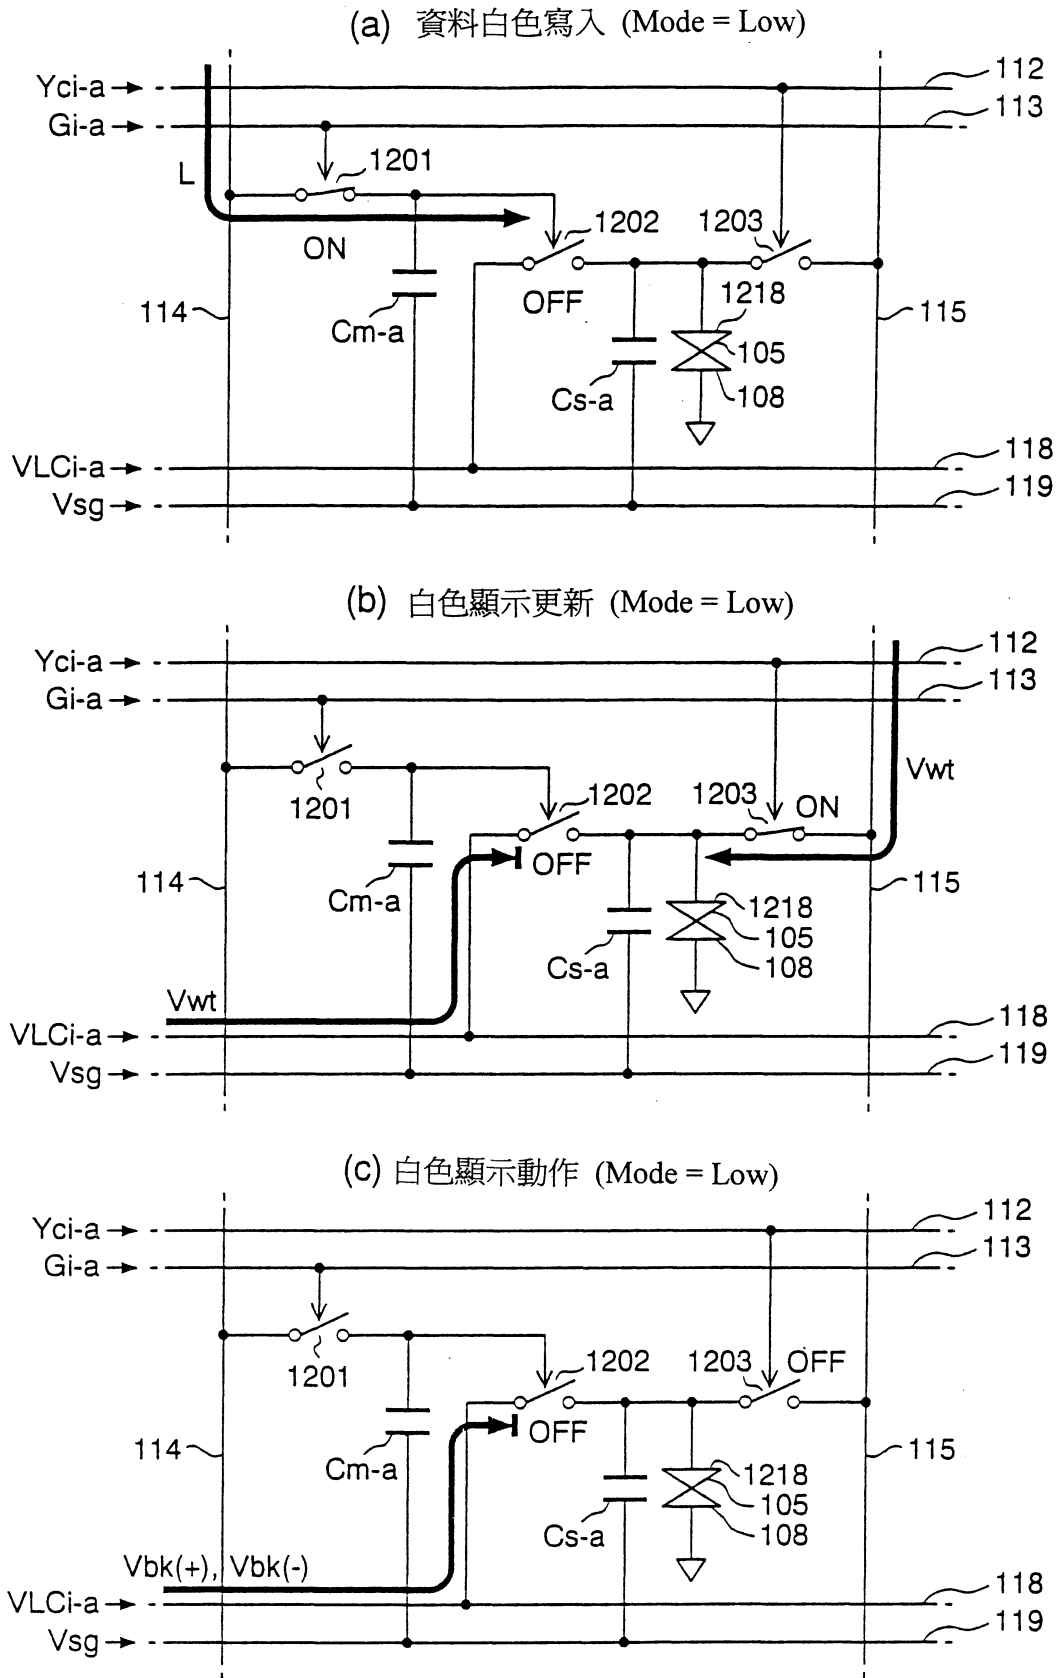 (a) 資料白色寫入 (Mode = Low)
Yci-a
112
Gi-a
113
L
1201
ON
1202
1203
OFF
1218
114
Cm-a
105
115
Cs-a
108
VLCi-a
118
Vsg
119
(b) 白色顯示更新 (Mode = Low)
Yci-a
112
Gi-a
113
Vwt
1201
1202
1203
ON
OFF
114
Cm-a
1218
115
105
Cs-a
108
Vwt
VLCi-a
118
Vsg
119
(c) 白色顯示動作 (Mode = Low)
Yci-a
112
Gi-a
113
1201
1202
1203
OFF
OFF
114
Cm-a
1218
115
105
Cs-a
108
Vbk(+), Vbk(-)
VLCi-a
118
Vsg
119